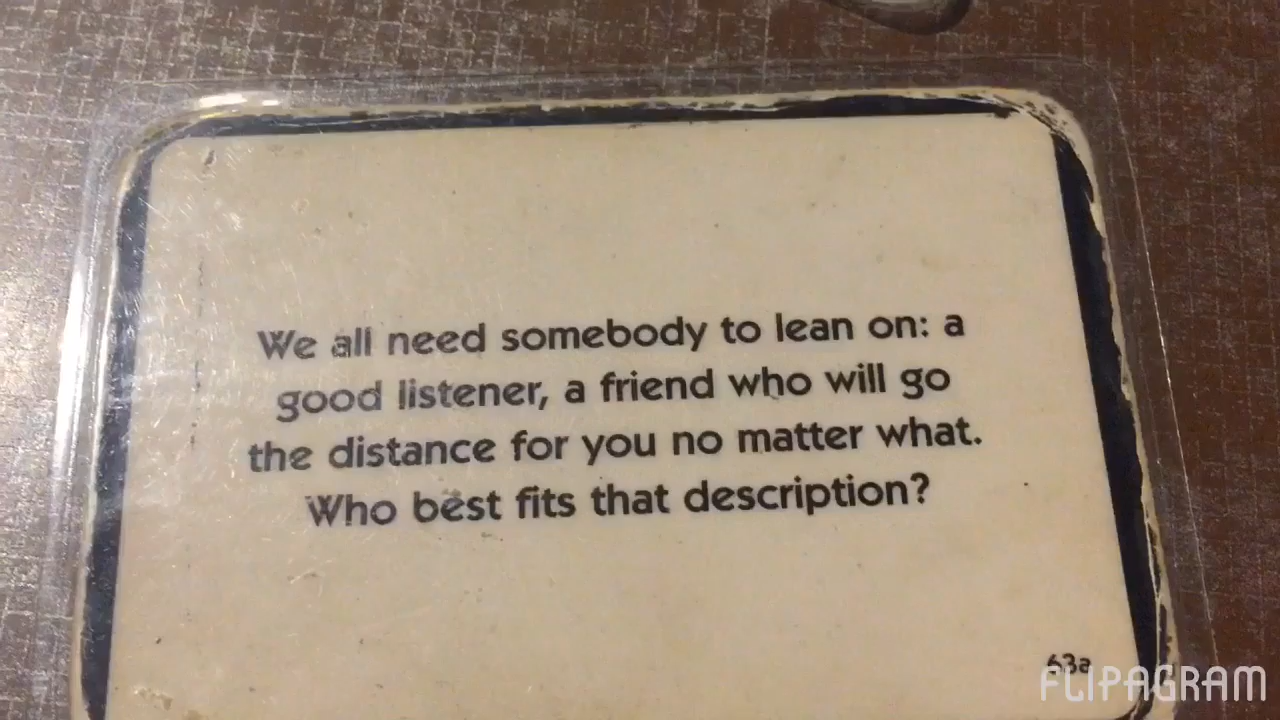 We all need somebody to lean on: a
good listener, a friend who will go
the distance for you no matter what.
Who best fits that description?
63a
FLIPAGRAM